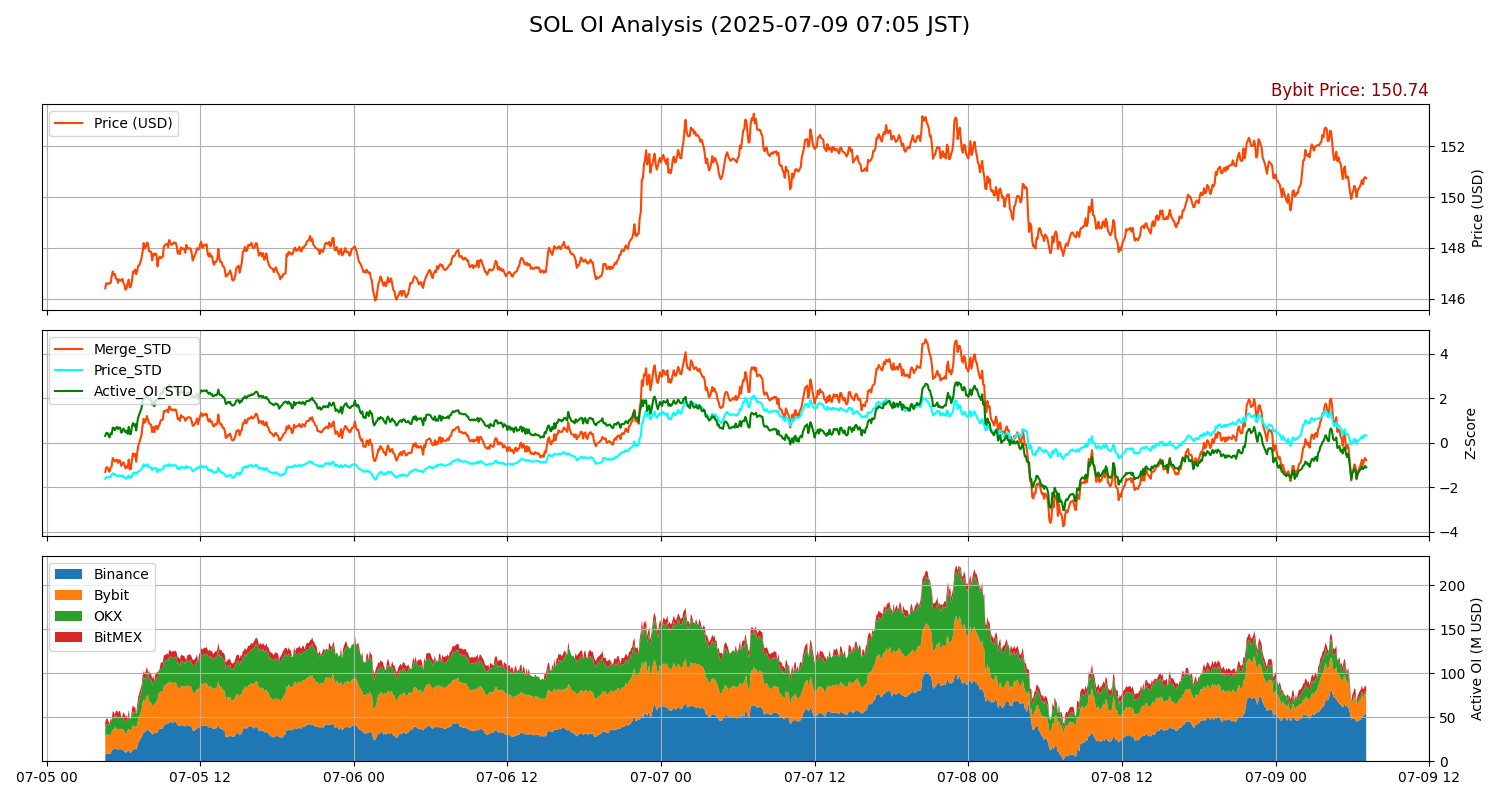 SOL OI Analysis (2025-07-09 07:05 JST)
Bybit Price: 150.74
Price (USD)
152
150
148
146
Price (USD)
Merge_STD
Price_STD
Active_OI_STD
4
2
0
−2
−4
Z-Score
Binance
Bybit
OKX
BitMEX
200
150
100
50
0
Active OI (M USD)
07-05 00
07-05 12
07-06 00
07-06 12
07-07 00
07-07 12
07-08 00
07-08 12
07-09 00
07-09 12